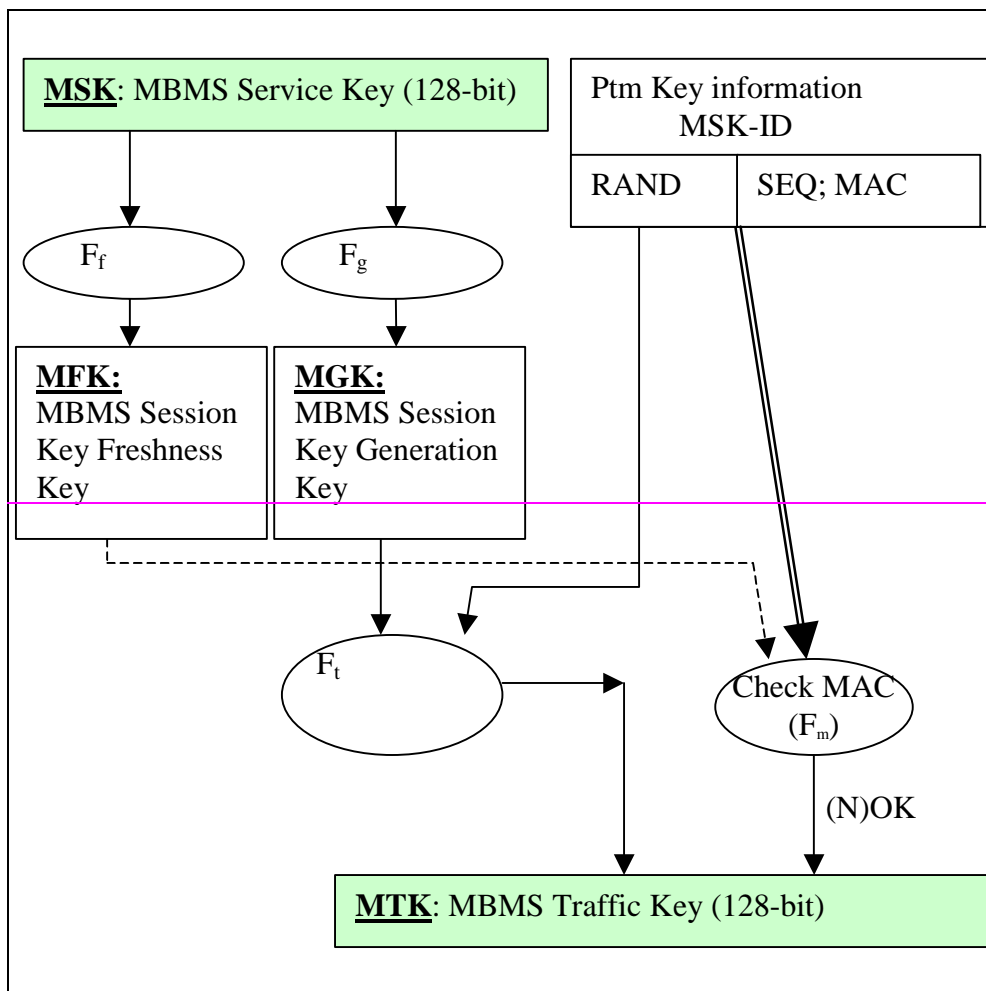 MSK: MBMS Service Key (128-bit)
Ptm Key information
MSK-ID
RAND
SEQ; MAC
Ff
Fg
MFK:
MBMS Session
Key Freshness
Key
MGK:
MBMS Session
Key Generation
Key
Ft
Check MAC
(Fm)
(N)OK
MTK: MBMS Traffic Key (128-bit)